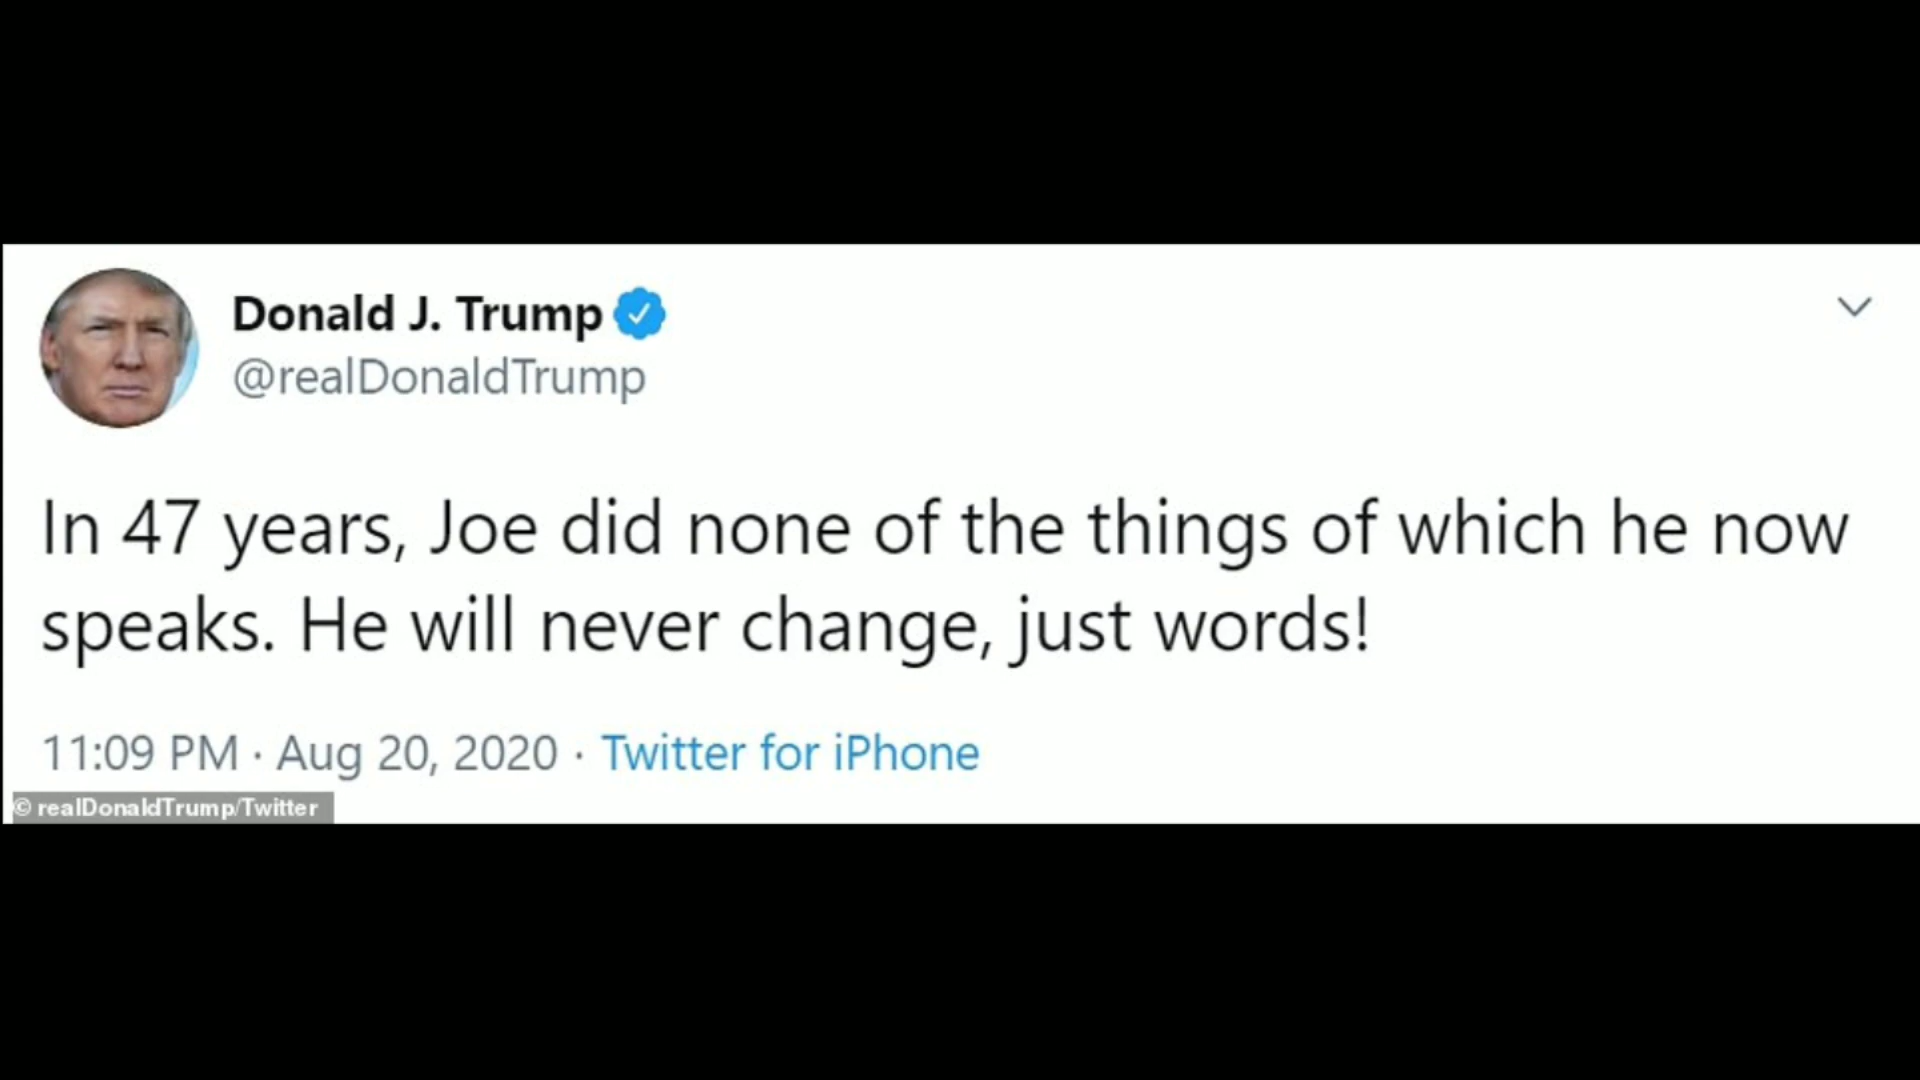 Donald J. Trump
@realDonaldTrump
In 47 years, Joe did none of the things of which he now
speaks. He will never change, just words!
11:09 PM · Aug 20, 2020 · Twitter for iPhone
© realDonaldTrump/Twitter